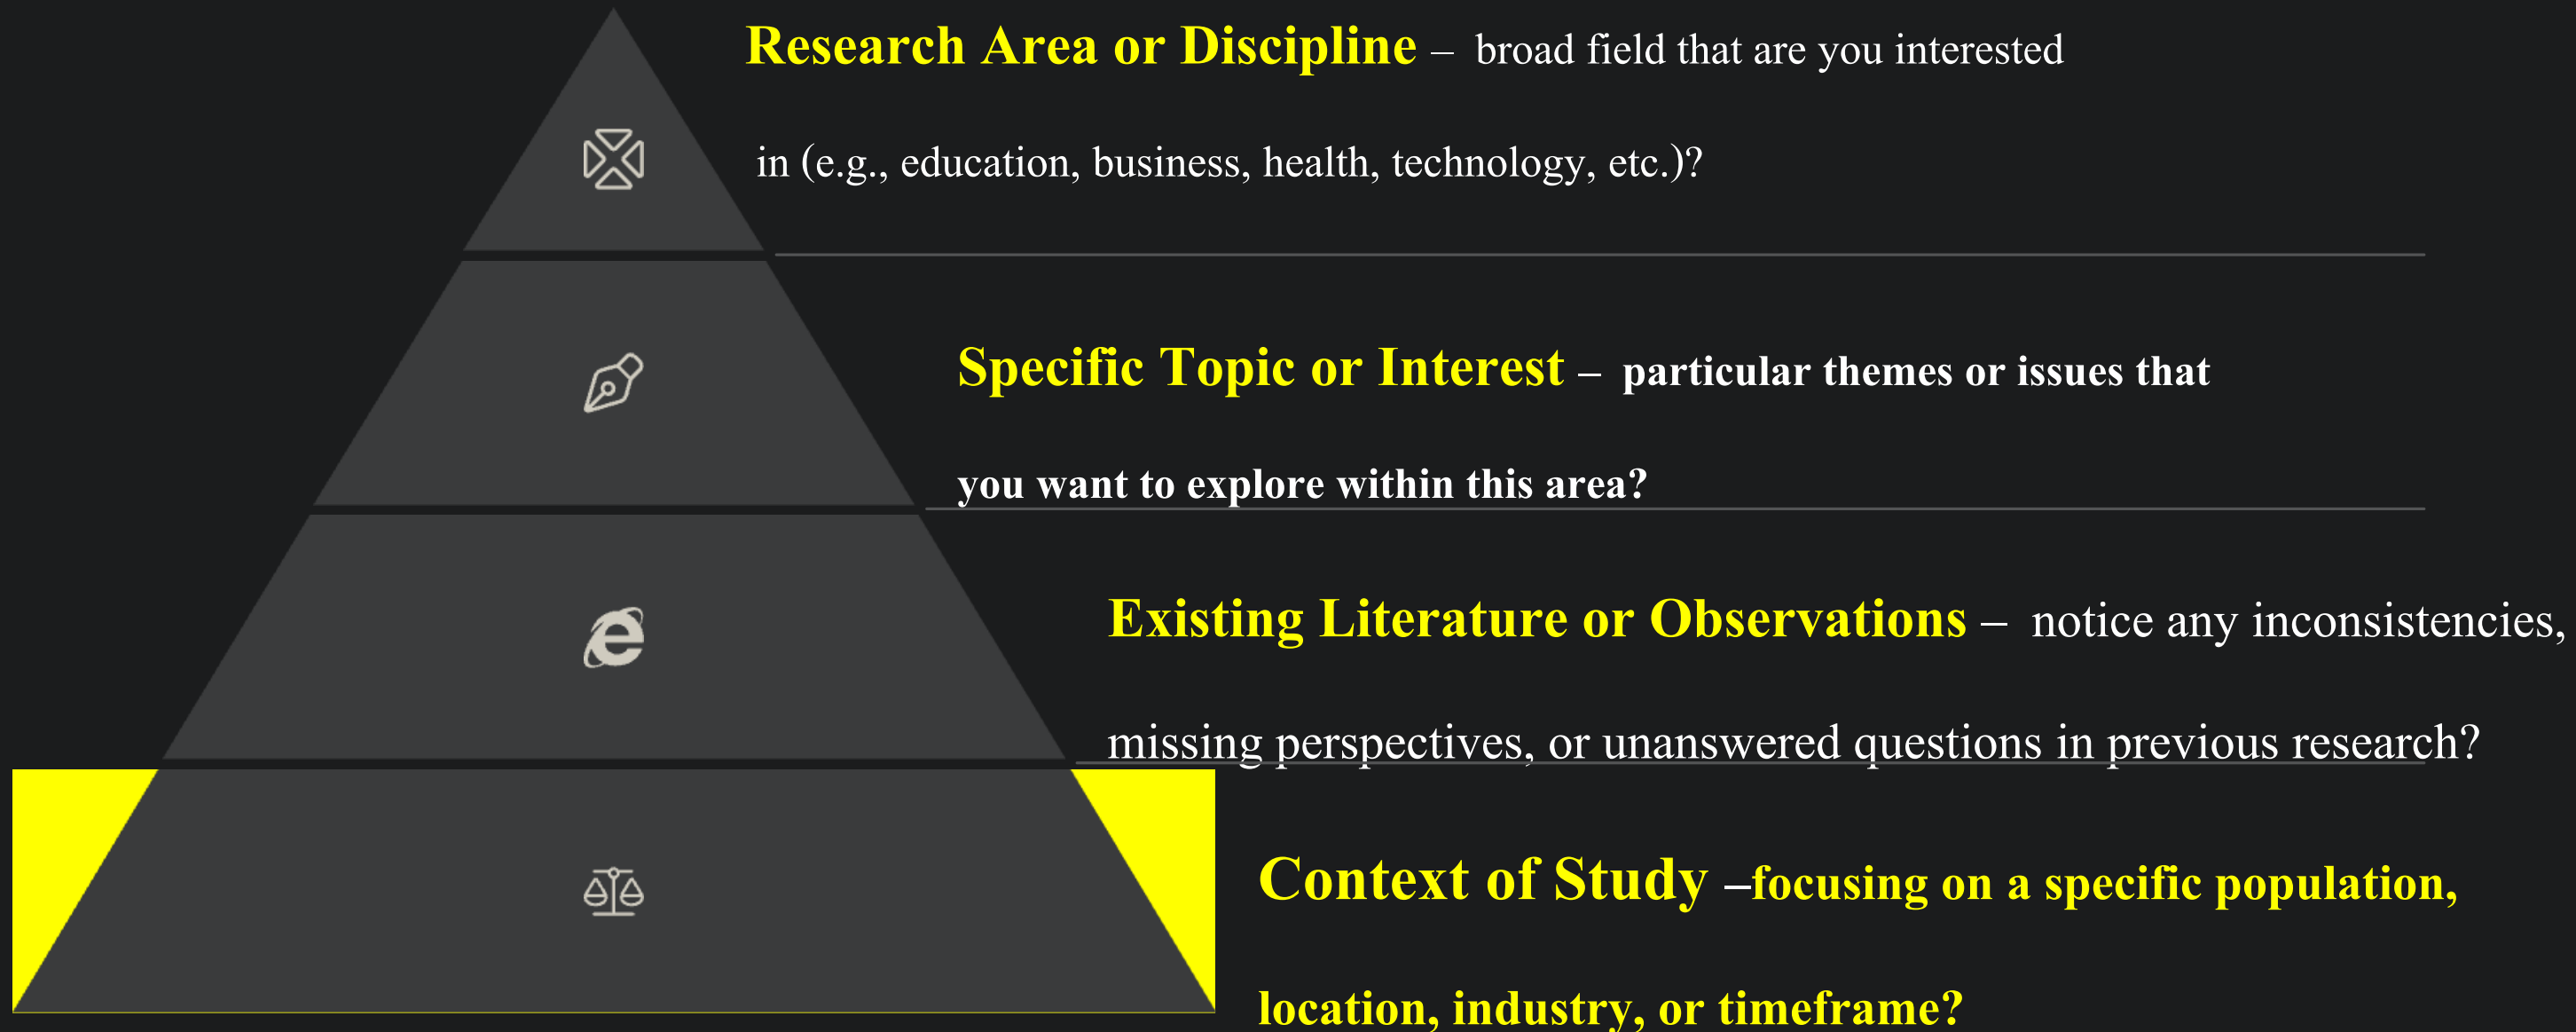 Research Area or Discipline – broad field that are you interested
in (e.g., education, business, health, technology, etc.)?
Specific Topic or Interest – particular themes or issues that
you want to explore within this area?
Existing Literature or Observations – notice any inconsistencies,
missing perspectives, or unanswered questions in previous research?
Context of Study –focusing on a specific population,
location, industry, or timeframe?